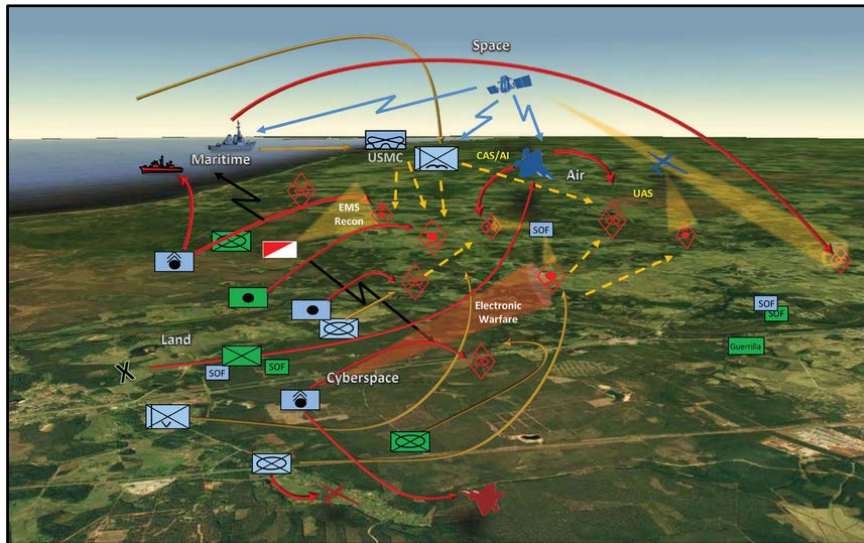 Space
Maritime
USMC
CAS/AI
Air
UAS
EMS
Recon
SOF
Electronic
Warfare
SOF
SOF
Guerrilla
Land
SOF
SOF
Cyberspace